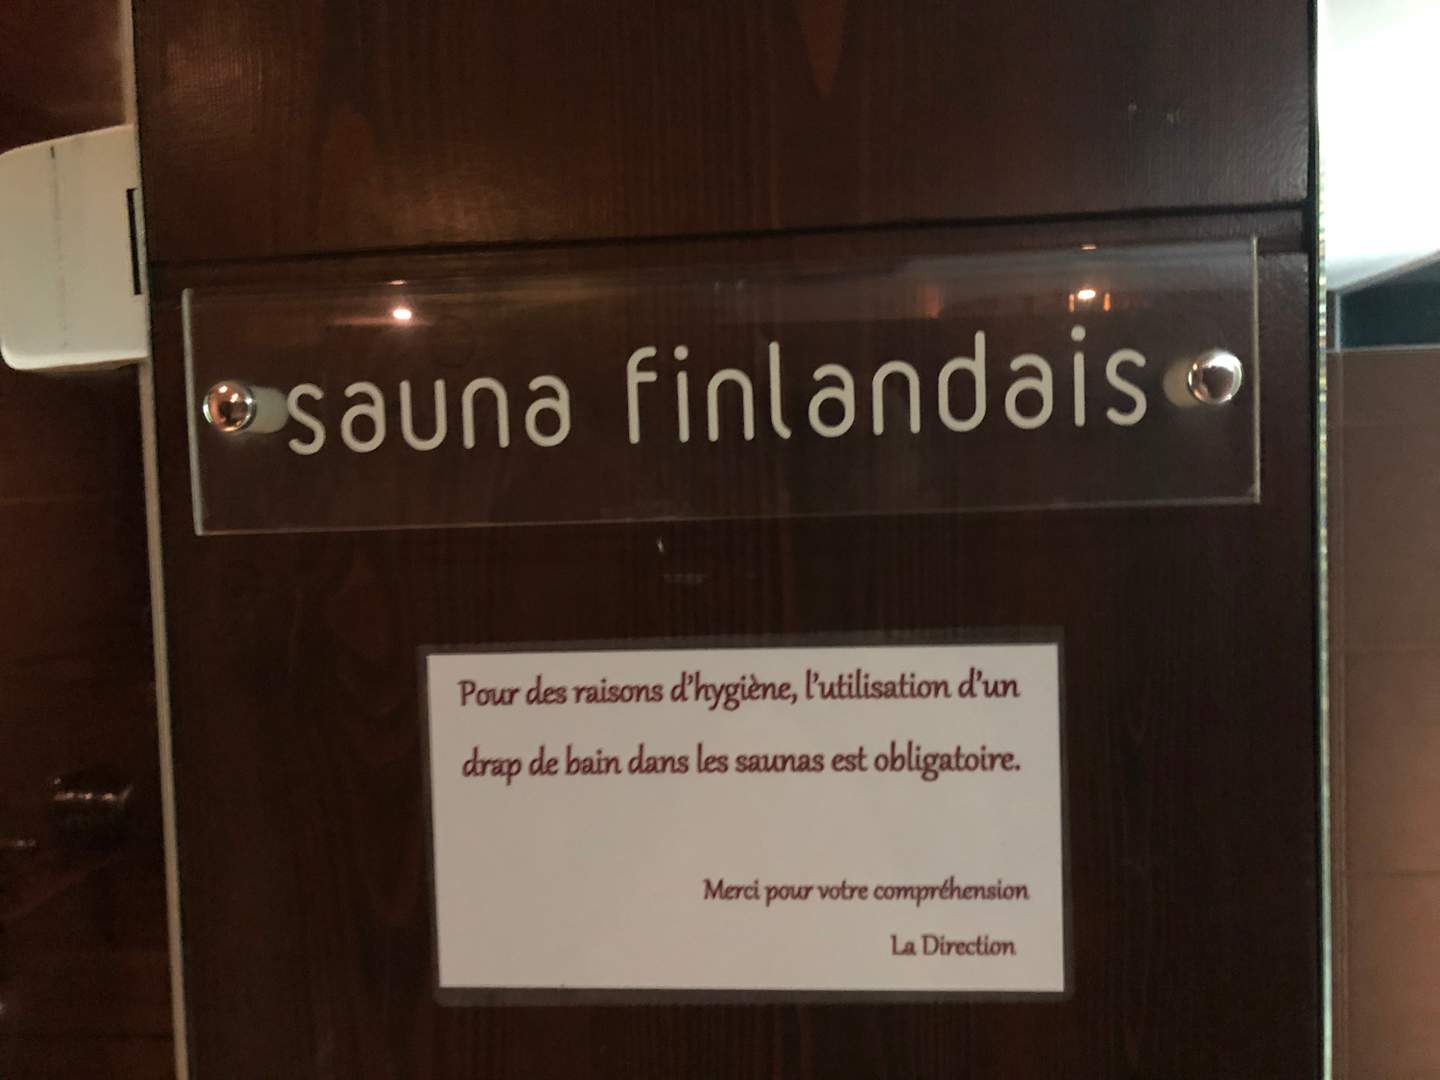 sauna finlandais
Pour des raisons d'hygiène, l'utilisation d'un
drap de bain dans les saunas est obligatoire.
Merci pour votre compréhension
La Direction